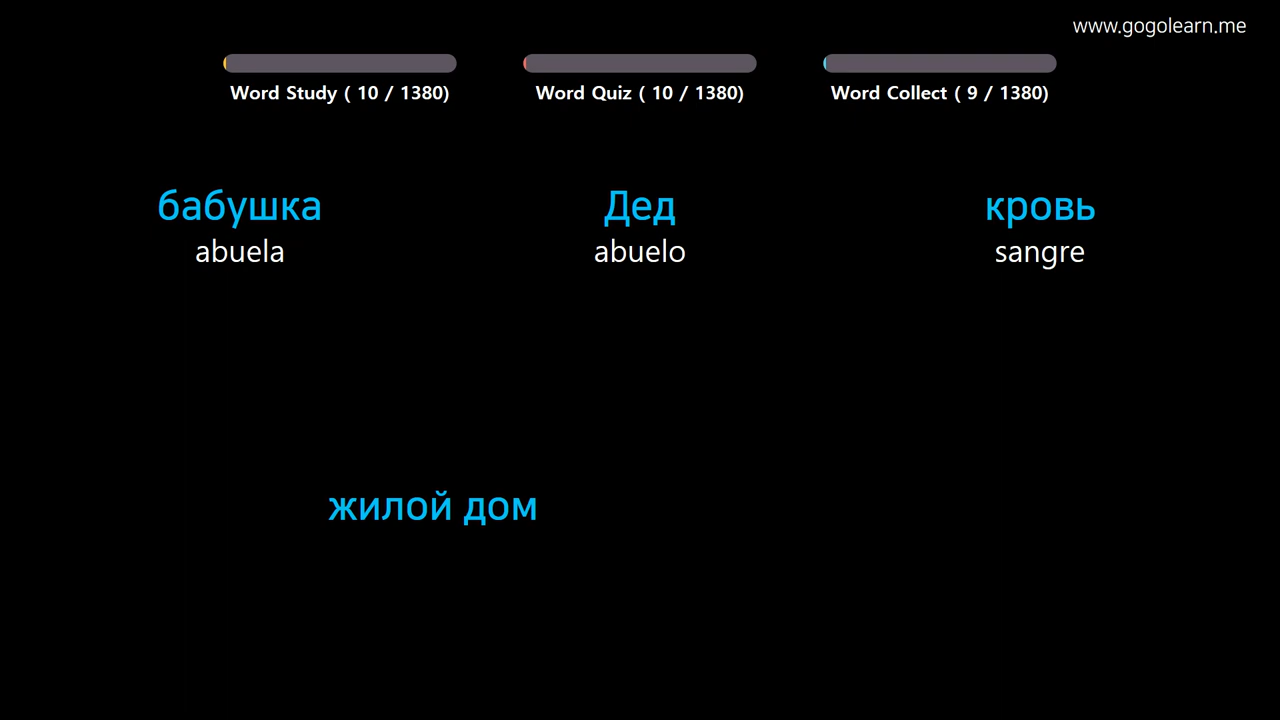 www.gogolearn.me
Word Study ( 10 / 1380)
Word Quiz ( 10 / 1380)
Word Collect ( 9 / 1380)
бабушка
abuela
Дед
abuelo
кровь
sangre
жилой дом